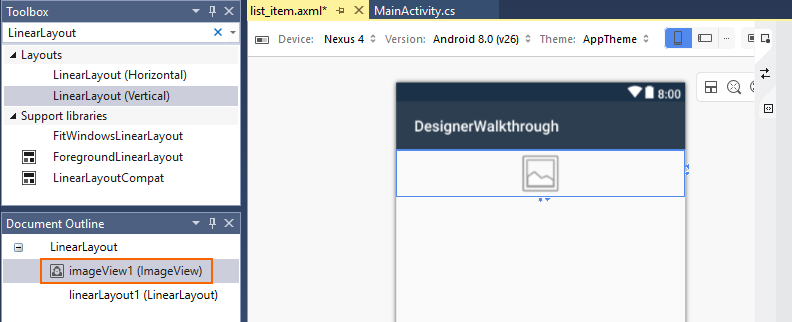 Toolbox
LinearLayout
Layouts
LinearLayout (Horizontal)
LinearLayout (Vertical)
Support libraries
FitWindowsLinearLayout
ForegroundLinearLayout
LinearLayoutCompat
Document Outline
LinearLayout
imageView1 (ImageView)
linearLayout1 (LinearLayout)
list_item.axml* MainActivity.cs
Device: Nexus 4 Version: Android 8.0 (v26) Theme: AppTheme
8:00
DesignerWalkthrough